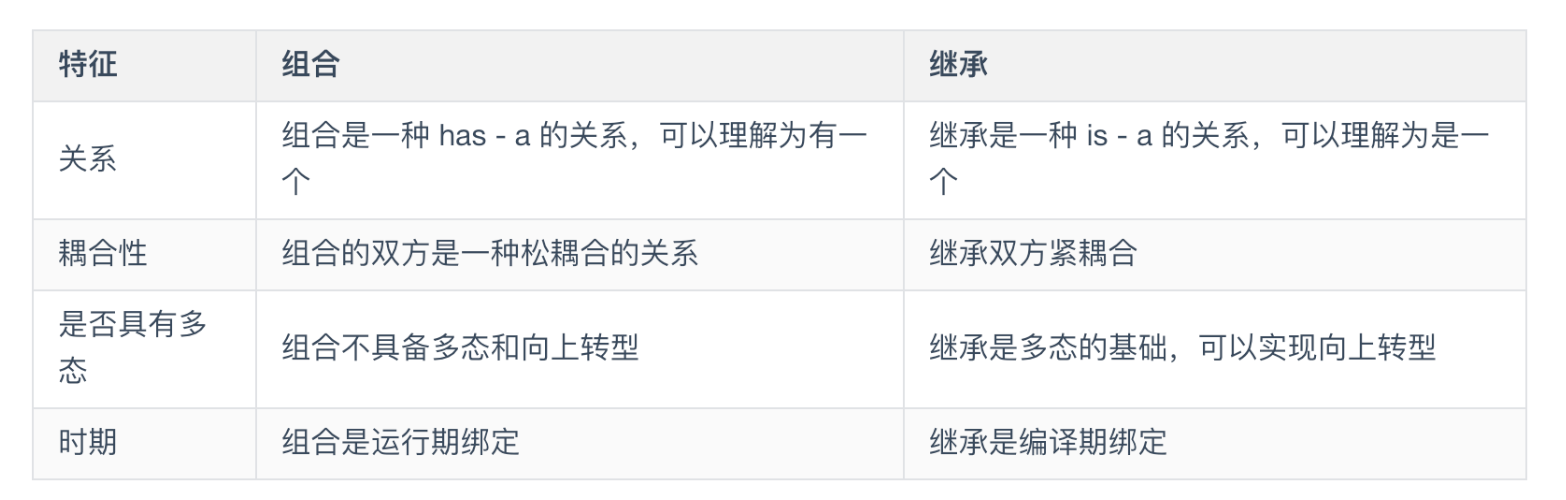 特征 组合 继承
关系 组合是一种 has - a 的关系，可以理解为有一个 继承是一种 is - a 的关系，可以理解为是一个
耦合性 组合的双方是一种松耦合的关系 继承双方紧耦合
是否具有多态 组合不具备多态和向上转型 继承是多态的基础，可以实现向上转型
时期 组合是运行期绑定 继承是编译期绑定